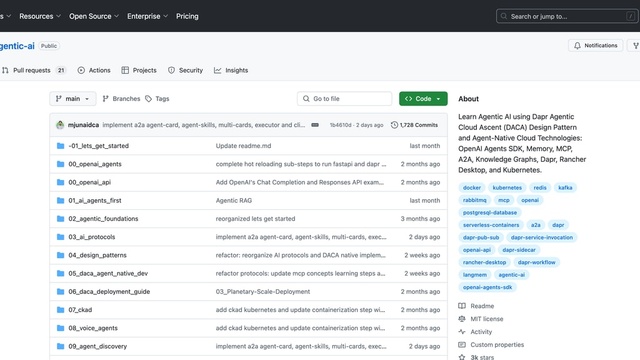 s Resources Open Source Enterprise Pricing Search or jump to... /
gentic-ai Public Notifications
Pull requests 21 Actions Projects Security Insights
main Branches Tags Go to file Code
mjunaidca implement a2a agent-card, agent-skills, multi-cards, executor and cli... 1b4610d · 2 days ago 1,728 Commits
-01_lets_get_started Update readme.md last month
00_openai_agents complete hot reloading sub-steps to run fastapi and dapr ... 2 months ago
00_openai_api Add OpenAI's Chat Completion and Responses API exam... 2 months ago
01_ai_agents_first Agentic RAG last month
02_agentic_foundations reorganized lets get started 3 months ago
03_ai_protocols implement a2a agent-card, agent-skills, multi-cards, exec... 2 days ago
04_design_patterns refactor: reorganize AI protocols and DACA native implem... 2 weeks ago
05_daca_agent_native_dev refactor protocols: update mcp concepts learning steps a... 2 weeks ago
06_daca_deployment_guide 03_Planetary-Scale-Deployment 2 months ago
07_ckad add ckad kubernetes and update containerization step wi... 2 months ago
08_voice_agents add ckad kubernetes and update containerization step wi... 2 months ago
09_agent_discovery implement a2a agent-card, agent-skills, multi-cards, exec... 2 days ago
About
Learn Agentic AI using Dapr Agentic
Cloud Ascent (DACA) Design Pattern
and Agent-Native Cloud Technologies:
OpenAI Agents SDK, Memory, MCP,
A2A, Knowledge Graphs, Dapr, Rancher
Desktop, and Kubernetes.
docker kubernetes redis kafka
rabbitmq mcp openai
postgresql-database
serverless-containers a2a dapr
dapr-pub-sub dapr-service-invocation
openai-api dapr-sidecar
rancher-desktop dapr-workflow
langmem agentic-ai
openai-agents-sdk
Readme
MIT license
Activity
Custom properties
3k stars